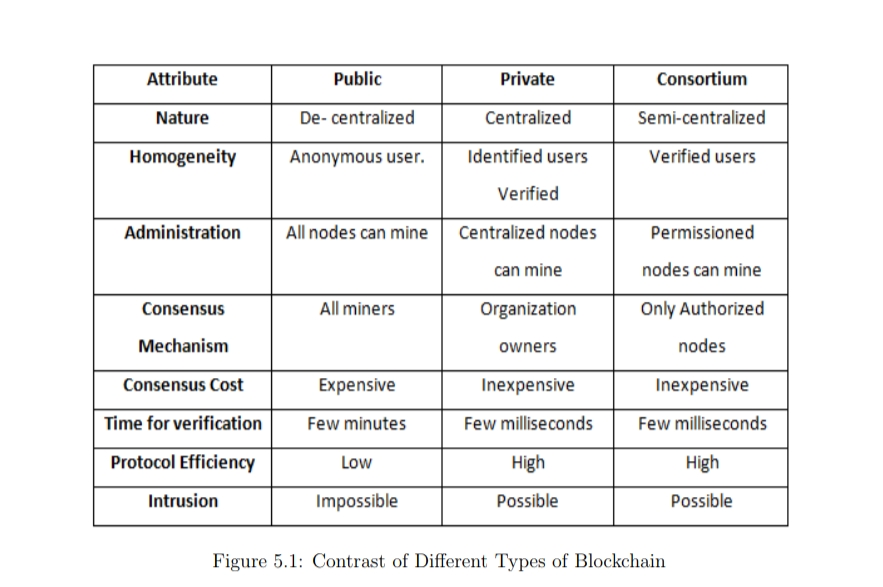 Attribute Public Private Consortium
Nature De- centralized Centralized Semi-centralized
Homogeneity Anonymous user. Identified users Verified users
Verified
Administration All nodes can mine Centralized nodes Permissioned
can mine nodes can mine
Consensus All miners Organization Only Authorized
Mechanism owners nodes
Consensus Cost Expensive Inexpensive Inexpensive
Time for verification Few minutes Few milliseconds Few milliseconds
Protocol Efficiency Low High High
Intrusion Impossible Possible Possible
Figure 5.1: Contrast of Different Types of Blockchain